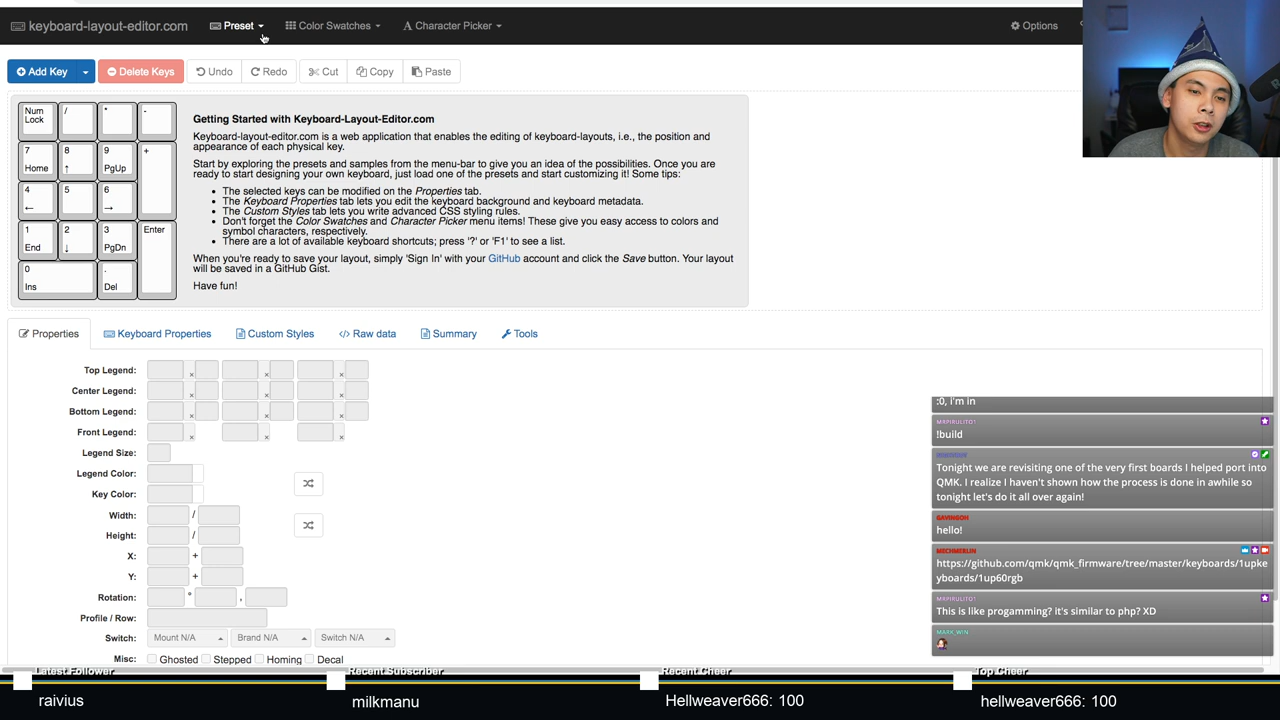 keyboard-layout-editor.com Preset Color Swatches Character Picker Options
Add Key Delete Keys Undo Redo Cut Copy Paste
Num Lock / * -
7 Home 8 ↑ 9 PgUp +
4 ← 5 6 →
1 End 2 ↓ 3 PgDn Enter
0 Ins . Del
Getting Started with Keyboard-Layout-Editor.com
Keyboard-layout-editor.com is a web application that enables the editing of keyboard-layouts, i.e., the position and
appearance of each physical key.
Start by exploring the presets and samples from the menu-bar to give you an idea of the possibilities. Once you are
ready to start designing your own keyboard, just load one of the presets and start customizing it! Some tips:
• The selected keys can be modified on the Properties tab.
• The Keyboard Properties tab lets you edit the keyboard background and keyboard metadata.
• The Custom Styles tab lets you write advanced CSS styling rules.
• Don't forget the Color Swatches and Character Picker menu items! These give you easy access to colors and
symbol characters, respectively.
• There are a lot of available keyboard shortcuts; press '?' or 'F1' to see a list.
When you're ready to save your layout, simply 'Sign In' with your GitHub account and click the Save button. Your layout
will be saved in a GitHub Gist.
Have fun!
Properties Keyboard Properties Custom Styles </> Raw data Summary Tools
Top Legend:
Center Legend:
Bottom Legend:
Front Legend:
Legend Size:
Legend Color:
Key Color:
Width: /
Height: /
X: +
Y: +
Rotation: ° ,
Profile / Row:
Switch: Mount N/A Brand N/A Switch N/A
Misc: Ghosted Stepped Homing Decal
:0, i'm in
MRPIRULITO1
!build
Tonight we are revisiting one of the very first boards I helped port into
QMK. I realize I haven't shown how the process is done in awhile so
tonight let's do it all over again!
hello!
MECHMERLIN
https://github.com/qmk/qmk_firmware/tree/master/keyboards/1upke
yboards/1up60rgb
MRPIRULITO1
This is like progamming? it's similar to php? XD
MARK_WIN
Latest Follower Recent Subscriber Recent Cheer Top Cheer
raivius milkmanu Hellweaver666: 100 hellweaver666: 100